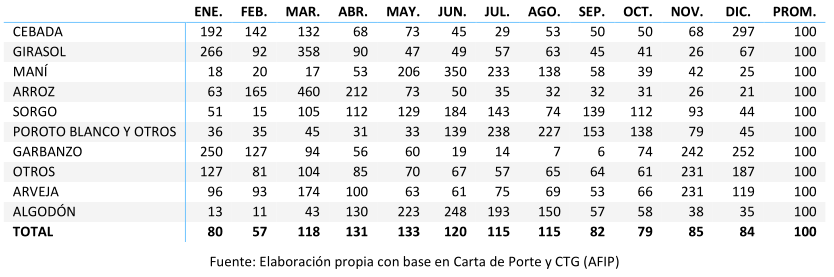 ENE. FEB. MAR. ABR. MAY. JUN. JUL. AGO. SEP. OCT. NOV. DIC. PROM.
CEBADA 192 142 132 68 73 45 29 53 50 50 68 297 100
GIRASOL 266 92 358 90 47 49 57 63 45 41 26 67 100
MANÍ 18 20 17 53 206 350 233 138 58 39 42 25 100
ARROZ 63 165 460 212 73 50 35 32 32 31 26 21 100
SORGO 51 15 105 112 129 184 143 74 139 112 93 44 100
POROTO BLANCO Y OTROS 36 35 45 31 33 139 238 227 153 138 79 45 100
GARBANZO 250 127 94 56 60 19 14 7 6 74 242 252 100
OTROS 127 81 104 85 70 67 57 65 64 61 231 187 100
ARVEJA 96 93 174 100 63 61 75 69 53 66 231 119 100
ALGODÓN 13 11 43 130 223 248 193 150 57 58 38 35 100
TOTAL 80 57 118 131 133 120 115 115 82 79 85 84 100
Fuente: Elaboración propia con base en Carta de Porte y CTG (AFIP)